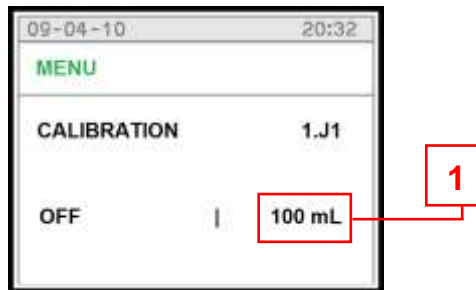 09-04-10 20:32
MENU
CALIBRATION 1.J1
OFF | 100 mL
1